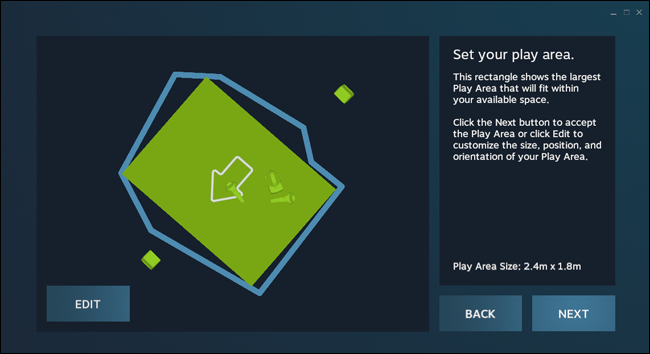 Set your play area.
This rectangle shows the largest
Play Area that will fit within
your available space.
Click the Next button to accept
the Play Area or click Edit to
customize the size, position, and
orientation of your Play Area.
Play Area Size: 2.4m x 1.8m
EDIT
BACK
NEXT